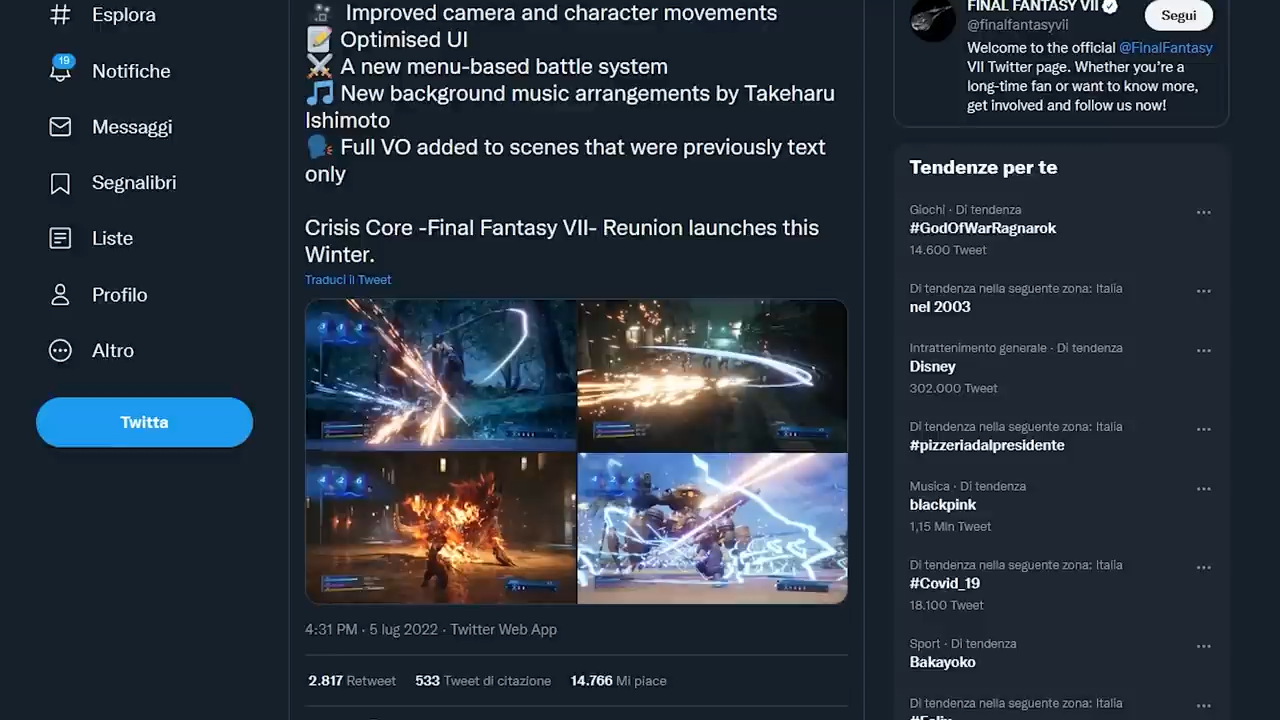 Esplora
19
Notifiche
Messaggi
Segnalibri
Liste
Profilo
Altro
Twitta
Improved camera and character movements
Optimised UI
A new menu-based battle system
New background music arrangements by Takeharu
Ishimoto
Full VO added to scenes that were previously text
only
Crisis Core -Final Fantasy VII- Reunion launches this
Winter.
Traduci il Tweet
4:31 PM · 5 lug 2022 · Twitter Web App
2.817 Retweet 533 Tweet di citazione 14.766 Mi piace
FINAL FANTASY VII
@finalfantasyvii
Segui
Welcome to the official @FinalFantasy
VII Twitter page. Whether you're a
long-time fan or want to know more,
get involved and follow us now!
Tendenze per te
Giochi · Di tendenza
#GodOfWarRagnarok
14.600 Tweet
Di tendenza nella seguente zona: Italia
nel 2003
Intrattenimento generale · Di tendenza
Disney
302.000 Tweet
Di tendenza nella seguente zona: Italia
#pizzeriadalpresidente
Musica · Di tendenza
blackpink
1,15 Mln Tweet
Di tendenza nella seguente zona: Italia
#Covid_19
18.100 Tweet
Sport · Di tendenza
Bakayoko
Di tendenza nella seguente zona: Italia